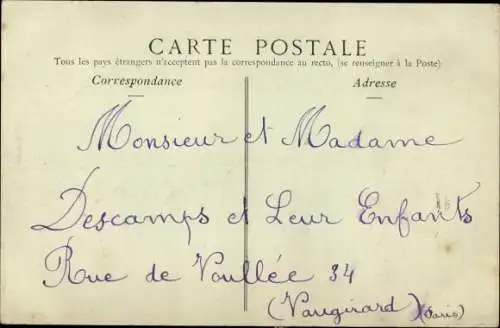 CARTE POSTALE
Tous les pays étrangers n'acceptent pas la correspondance au recto, (se renseigner à la Poste)
Correspondance Adresse
Monsieur et Madame
Descamps et Leur Enfants
Rue de Voullée 34
(Vaugirard) (Paris)